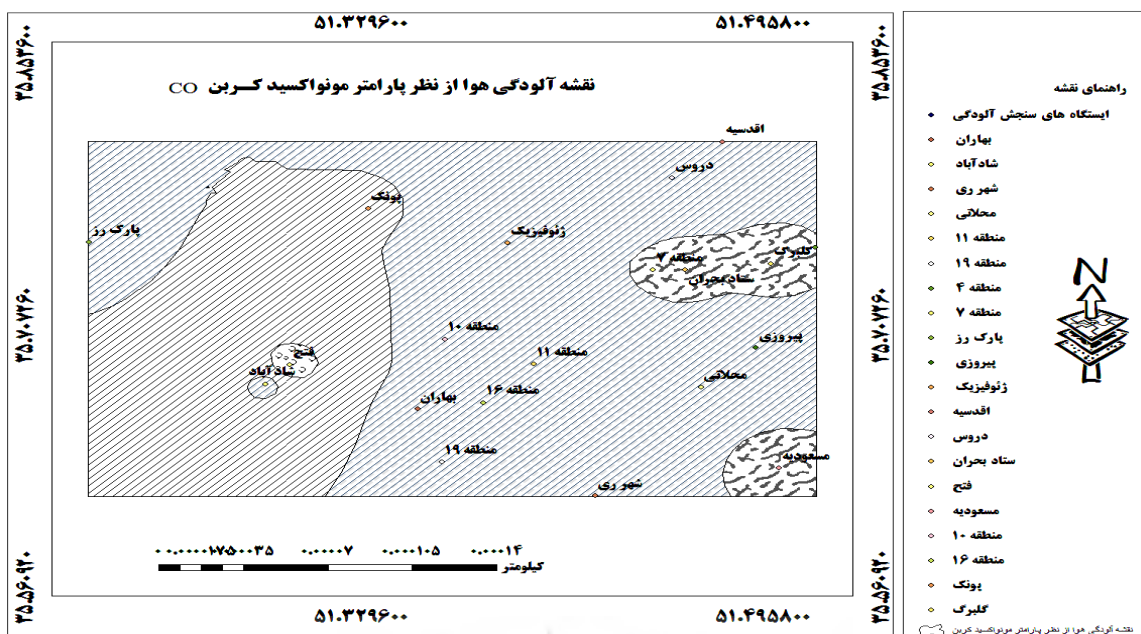 ۵۱.۳۲۹۶۰۰
۵۱.۴۹۵۸۰۰
۳۵.۸۵۳۶۰۰
۳۵.۸۵۳۶۰۰
نقشه آلودگی هوا از نظر پارامتر مونواکسید کـــربن CO
اقدسیه
دروس
پونک
پارک رز
ژئوفیزیک
گلبرگ
منطقه ۷
ستاد بحران
۳۵.۷۰۷۲۶۰
۳۵.۷۰۷۲۶۰
منطقه ۱۰
پیروزی
فتح
منطقه ۱۱
شادآباد
محلاتی
منطقه ۱۶
بهاران
منطقه ۱۹
مسعودیه
شهر ری
۰.۰۰۰۰۷
۰.۰۰۰۱۰۵
۰.۰۰۰۱۴
کیلومتر
۳۵.۵۶۰۹۲۰
۳۵.۵۶۰۹۲۰
۵۱.۳۲۹۶۰۰
۵۱.۴۹۵۸۰۰
راهنمای نقشه
ایستگاه های سنجش آلودگی
بهاران
شادآباد
شهر ری
محلاتی
منطقه ۱۱
منطقه ۱۹
منطقه ۴
منطقه ۷
پارک رز
پیروزی
ژئوفیزیک
اقدسیه
دروس
ستاد بحران
فتح
مسعودیه
منطقه ۱۰
منطقه ۱۶
پونک
گلبرگ
نقشه آلودگی هوا از نظر پارامتر مونواکسید کربن
N